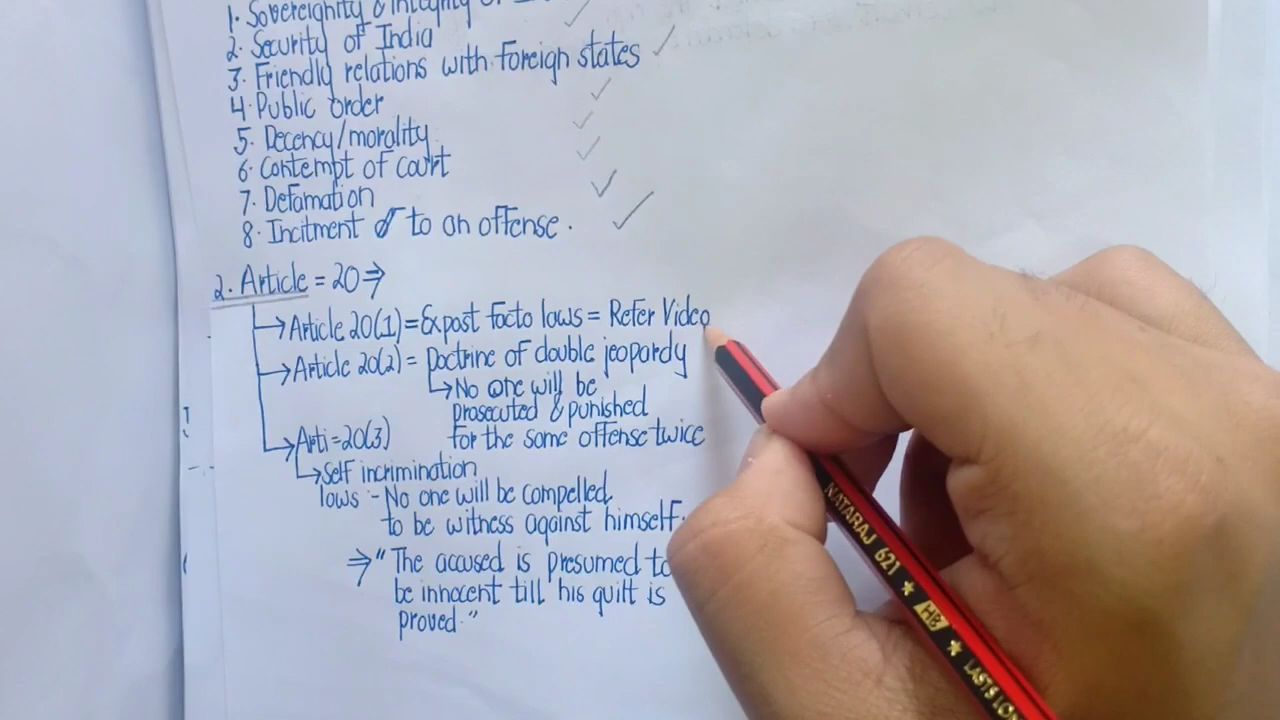 1. Sovereignity & Integrity of
2. Security of India
3. Friendly relations with foreign states
4. Public order
5. Decency/morality
6. Contempt of court
7. Defamation
8. Incitment to an offense.
2. Article = 20 ⇒
→ Article 20(1) = Expost facto laws = Refer Video
→ Article 20(2) = Doctrine of double jeopardy
↳ No one will be
prosecuted & punished
for the same offense twice
→ Arti = 20(3)
↳ Self incrimination
laws :- No one will be compelled
to be witness against himself.
⇒ "The accused is presumed to
be innocent till his guilt is
proved."
NATARAJ 621 ★ HB ★ LASTS